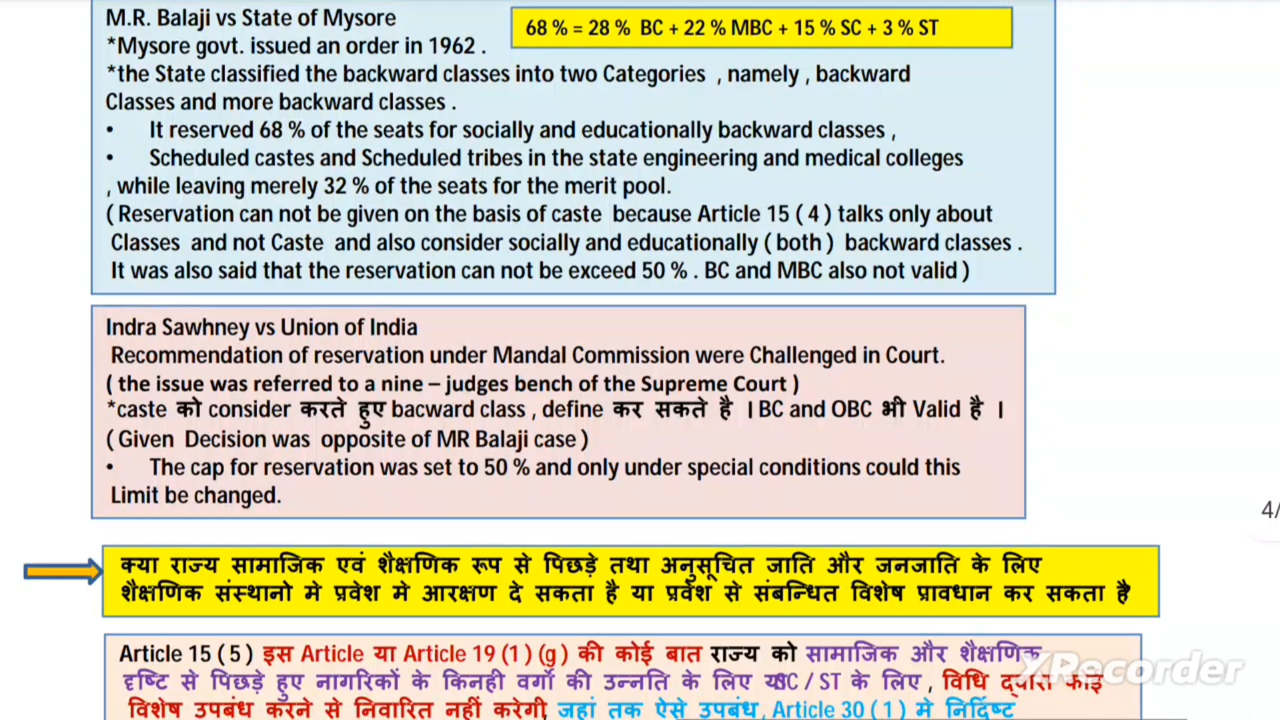 M.R. Balaji vs State of Mysore
68 % = 28 % BC + 22 % MBC + 15 % SC + 3 % ST
*Mysore govt. issued an order in 1962 .
*the State classified the backward classes into two Categories , namely , backward
Classes and more backward classes .
• It reserved 68 % of the seats for socially and educationally backward classes ,
• Scheduled castes and Scheduled tribes in the state engineering and medical colleges
, while leaving merely 32 % of the seats for the merit pool.
( Reservation can not be given on the basis of caste because Article 15 ( 4 ) talks only about
Classes and not Caste and also consider socially and educationally ( both ) backward classes .
It was also said that the reservation can not be exceed 50 % . BC and MBC also not valid )
Indra Sawhney vs Union of India
Recommendation of reservation under Mandal Commission were Challenged in Court.
( the issue was referred to a nine – judges bench of the Supreme Court )
*caste को consider करते हुए bacward class , define कर सकते है । BC and OBC भी Valid है ।
( Given Decision was opposite of MR Balaji case )
• The cap for reservation was set to 50 % and only under special conditions could this
Limit be changed.
4/
क्या राज्य सामाजिक एवं शैक्षणिक रूप से पिछड़े तथा अनुसूचित जाति और जनजाति के लिए
शैक्षणिक संस्थानो मे प्रवेश मे आरक्षण दे सकता है या प्रवेश से संबन्धित विशेष प्रावधान कर सकता है
Article 15 ( 5 ) इस Article या Article 19 ( 1 ) (g) की कोई बात राज्य को सामाजिक और शैक्षणिक
दृष्टि से पिछड़े हुए नागरिकों के किनही वर्गो की उन्नति के लिए या SC / ST के लिए , विधि द्वारा कोई
विशेष उपबंध करने से निवारित नहीं करेगी, जहां तक ऐसे उपबंध, Article 30 ( 1 ) मे निर्दिष्ट
XRecorder